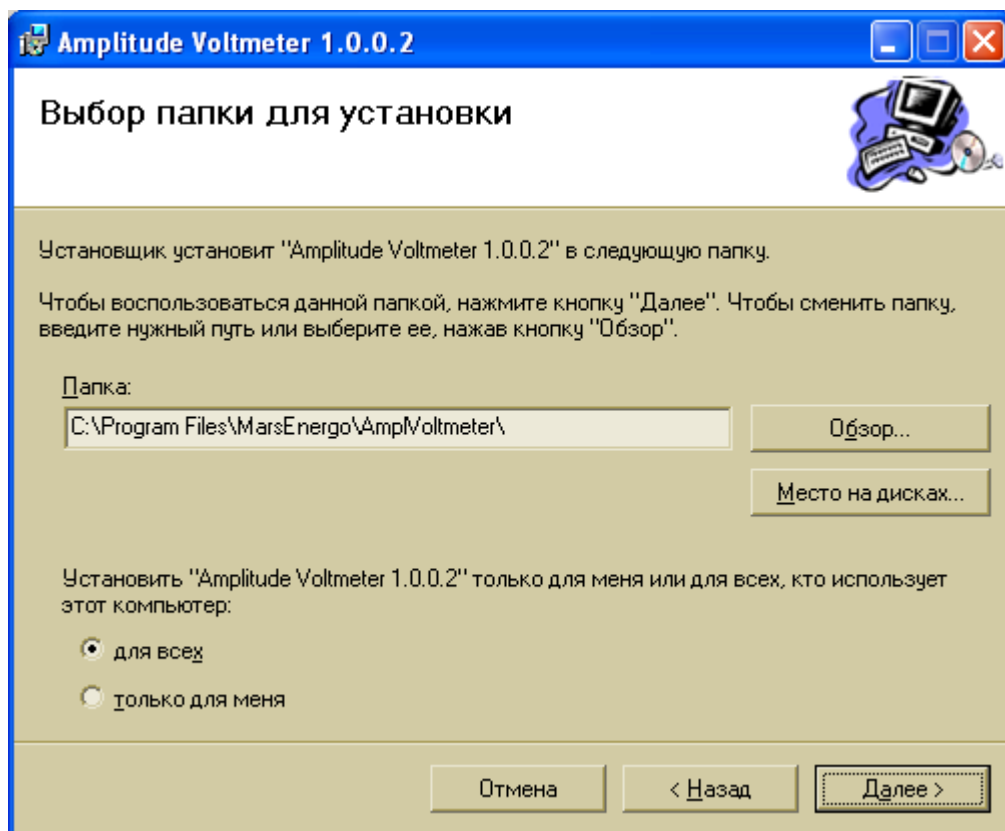 Amplitude Voltmeter 1.0.0.2
Выбор папки для установки
Установщик установит "Amplitude Voltmeter 1.0.0.2" в следующую папку.
Чтобы воспользоваться данной папкой, нажмите кнопку "Далее". Чтобы сменить папку,
введите нужный путь или выберите ее, нажав кнопку "Обзор".
Папка:
C:\Program Files\MarsEnergo\AmplVoltmeter\
Обзор...
Место на дисках...
Установить "Amplitude Voltmeter 1.0.0.2" только для меня или для всех, кто использует
этот компьютер:
для всех
только для меня
Отмена
< Назад
Далее >